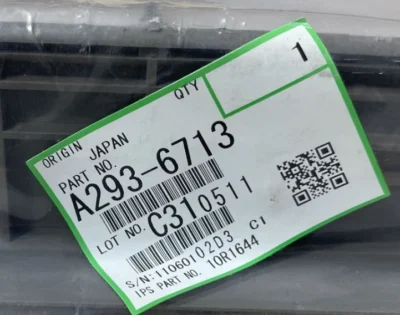 QTY 1
ORIGIN JAPAN
PART NO.
A293-6713
LOT NO. C310511
S/N:11060102D3 C1
IPS PART NO. 10R1644